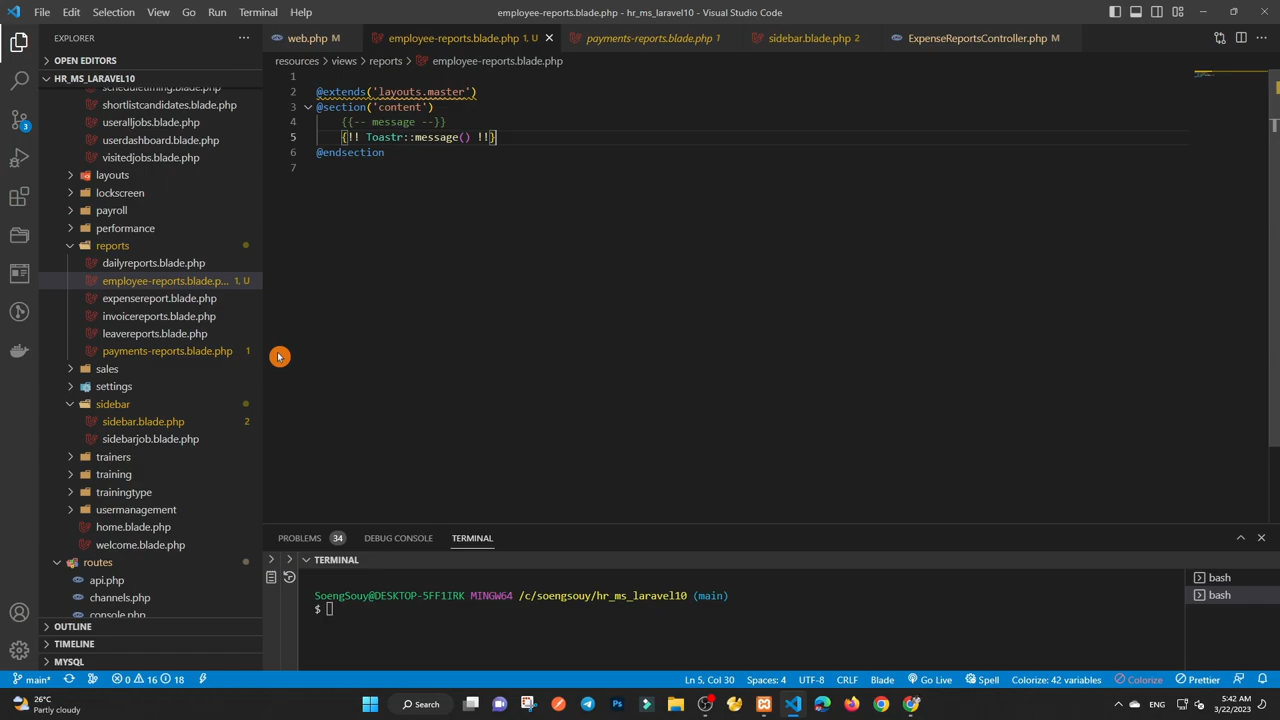 File Edit Selection View Go Run Terminal Help
employee-reports.blade.php - hr_ms_laravel10 - Visual Studio Code
EXPLORER
web.php M
employee-reports.blade.php 1, U
payments-reports.blade.php 1
sidebar.blade.php 2
ExpenseReportsController.php M
OPEN EDITORS
resources > views > reports > employee-reports.blade.php
HR_MS_LARAVEL10
scheduletiming.blade.php
shortlistcandidates.blade.php
useralljobs.blade.php
userdashboard.blade.php
visitedjobs.blade.php
layouts
lockscreen
payroll
performance
reports
dailyreports.blade.php
employee-reports.blade.p... 1, U
expensereport.blade.php
invoicereports.blade.php
leavereports.blade.php
payments-reports.blade.php 1
sales
settings
sidebar
sidebar.blade.php 2
sidebarjob.blade.php
trainers
training
trainingtype
usermanagement
home.blade.php
welcome.blade.php
routes
api.php
channels.php
console.php
OUTLINE
TIMELINE
MYSQL
3
1
2 @extends('layouts.master')
3 @section('content')
4 {{-- message --}}
5 {!! Toastr::message() !!}
6 @endsection
7
PROBLEMS 34 DEBUG CONSOLE TERMINAL
TERMINAL
SoengSouy@DESKTOP-5FF1IRK MINGW64 /c/soengsouy/hr_ms_laravel10 (main)
$
bash
bash
main* 0 16 18 Ln 5, Col 30 Spaces: 4 UTF-8 CRLF Blade Go Live Spell Colorize: 42 variables Colorize Prettier
26°C
Partly cloudy
Search
ENG
5:42 AM
3/22/2023